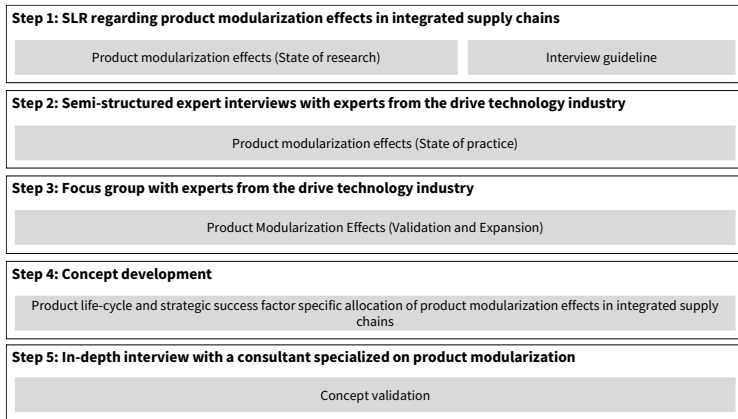 Step 1: SLR regarding product modularization effects in integrated supply chains
Product modularization effects (State of research)
Interview guideline
Step 2: Semi-structured expert interviews with experts from the drive technology industry
Product modularization effects (State of practice)
Step 3: Focus group with experts from the drive technology industry
Product Modularization Effects (Validation and Expansion)
Step 4: Concept development
Product life-cycle and strategic success factor specific allocation of product modularization effects in integrated supply
chains
Step 5: In-depth interview with a consultant specialized on product modularization
Concept validation